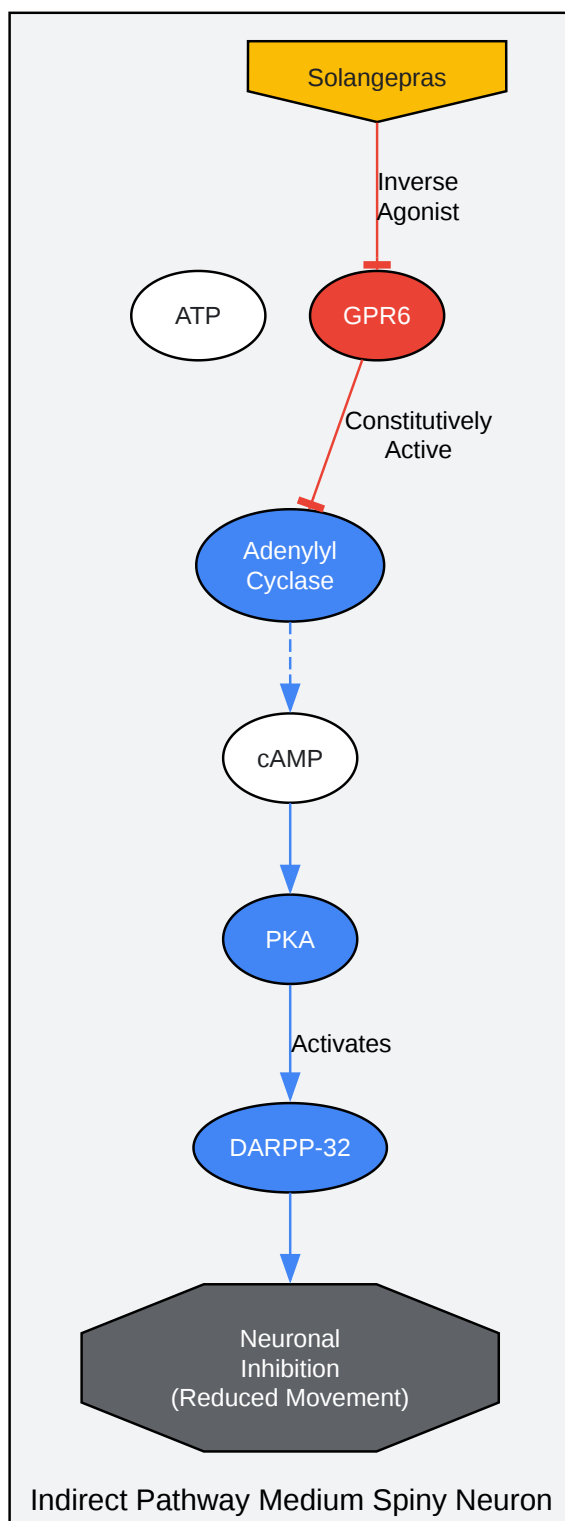 Solangepras
Inverse
Agonist
ATP
GPR6
Constitutively
Active
Adenylyl
Cyclase
cAMP
PKA
Activates
DARPP-32
Neuronal
Inhibition
(Reduced Movement)
Indirect Pathway Medium Spiny Neuron